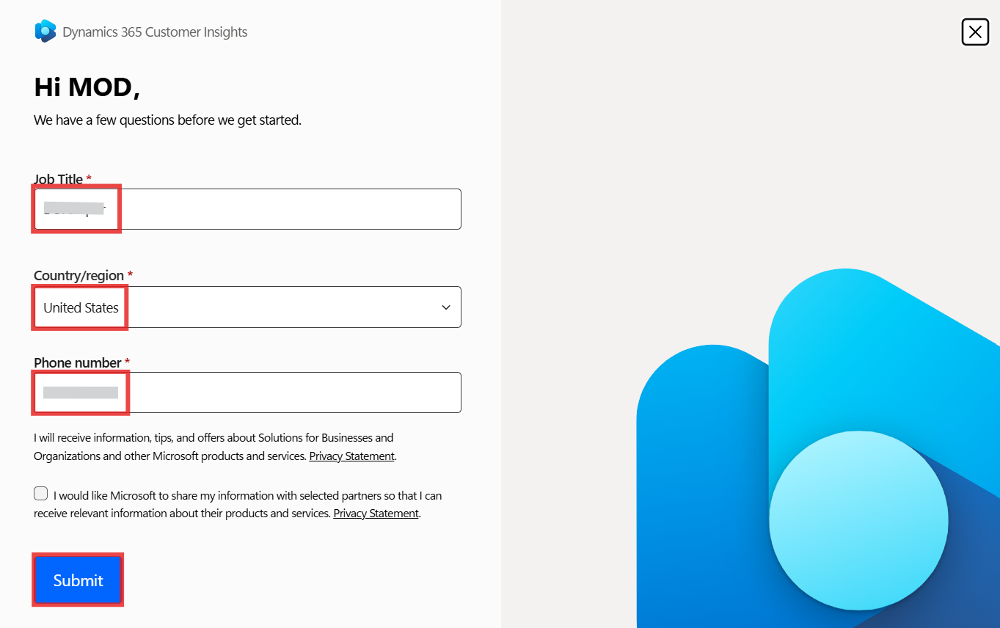 Dynamics 365 Customer Insights
Hi MOD,
We have a few questions before we get started.
Job Title *
Country/region *
United States
Phone number *
I will receive information, tips, and offers about Solutions for Businesses and
Organizations and other Microsoft products and services. Privacy Statement.
I would like Microsoft to share my information with selected partners so that I can
receive relevant information about their products and services. Privacy Statement.
Submit